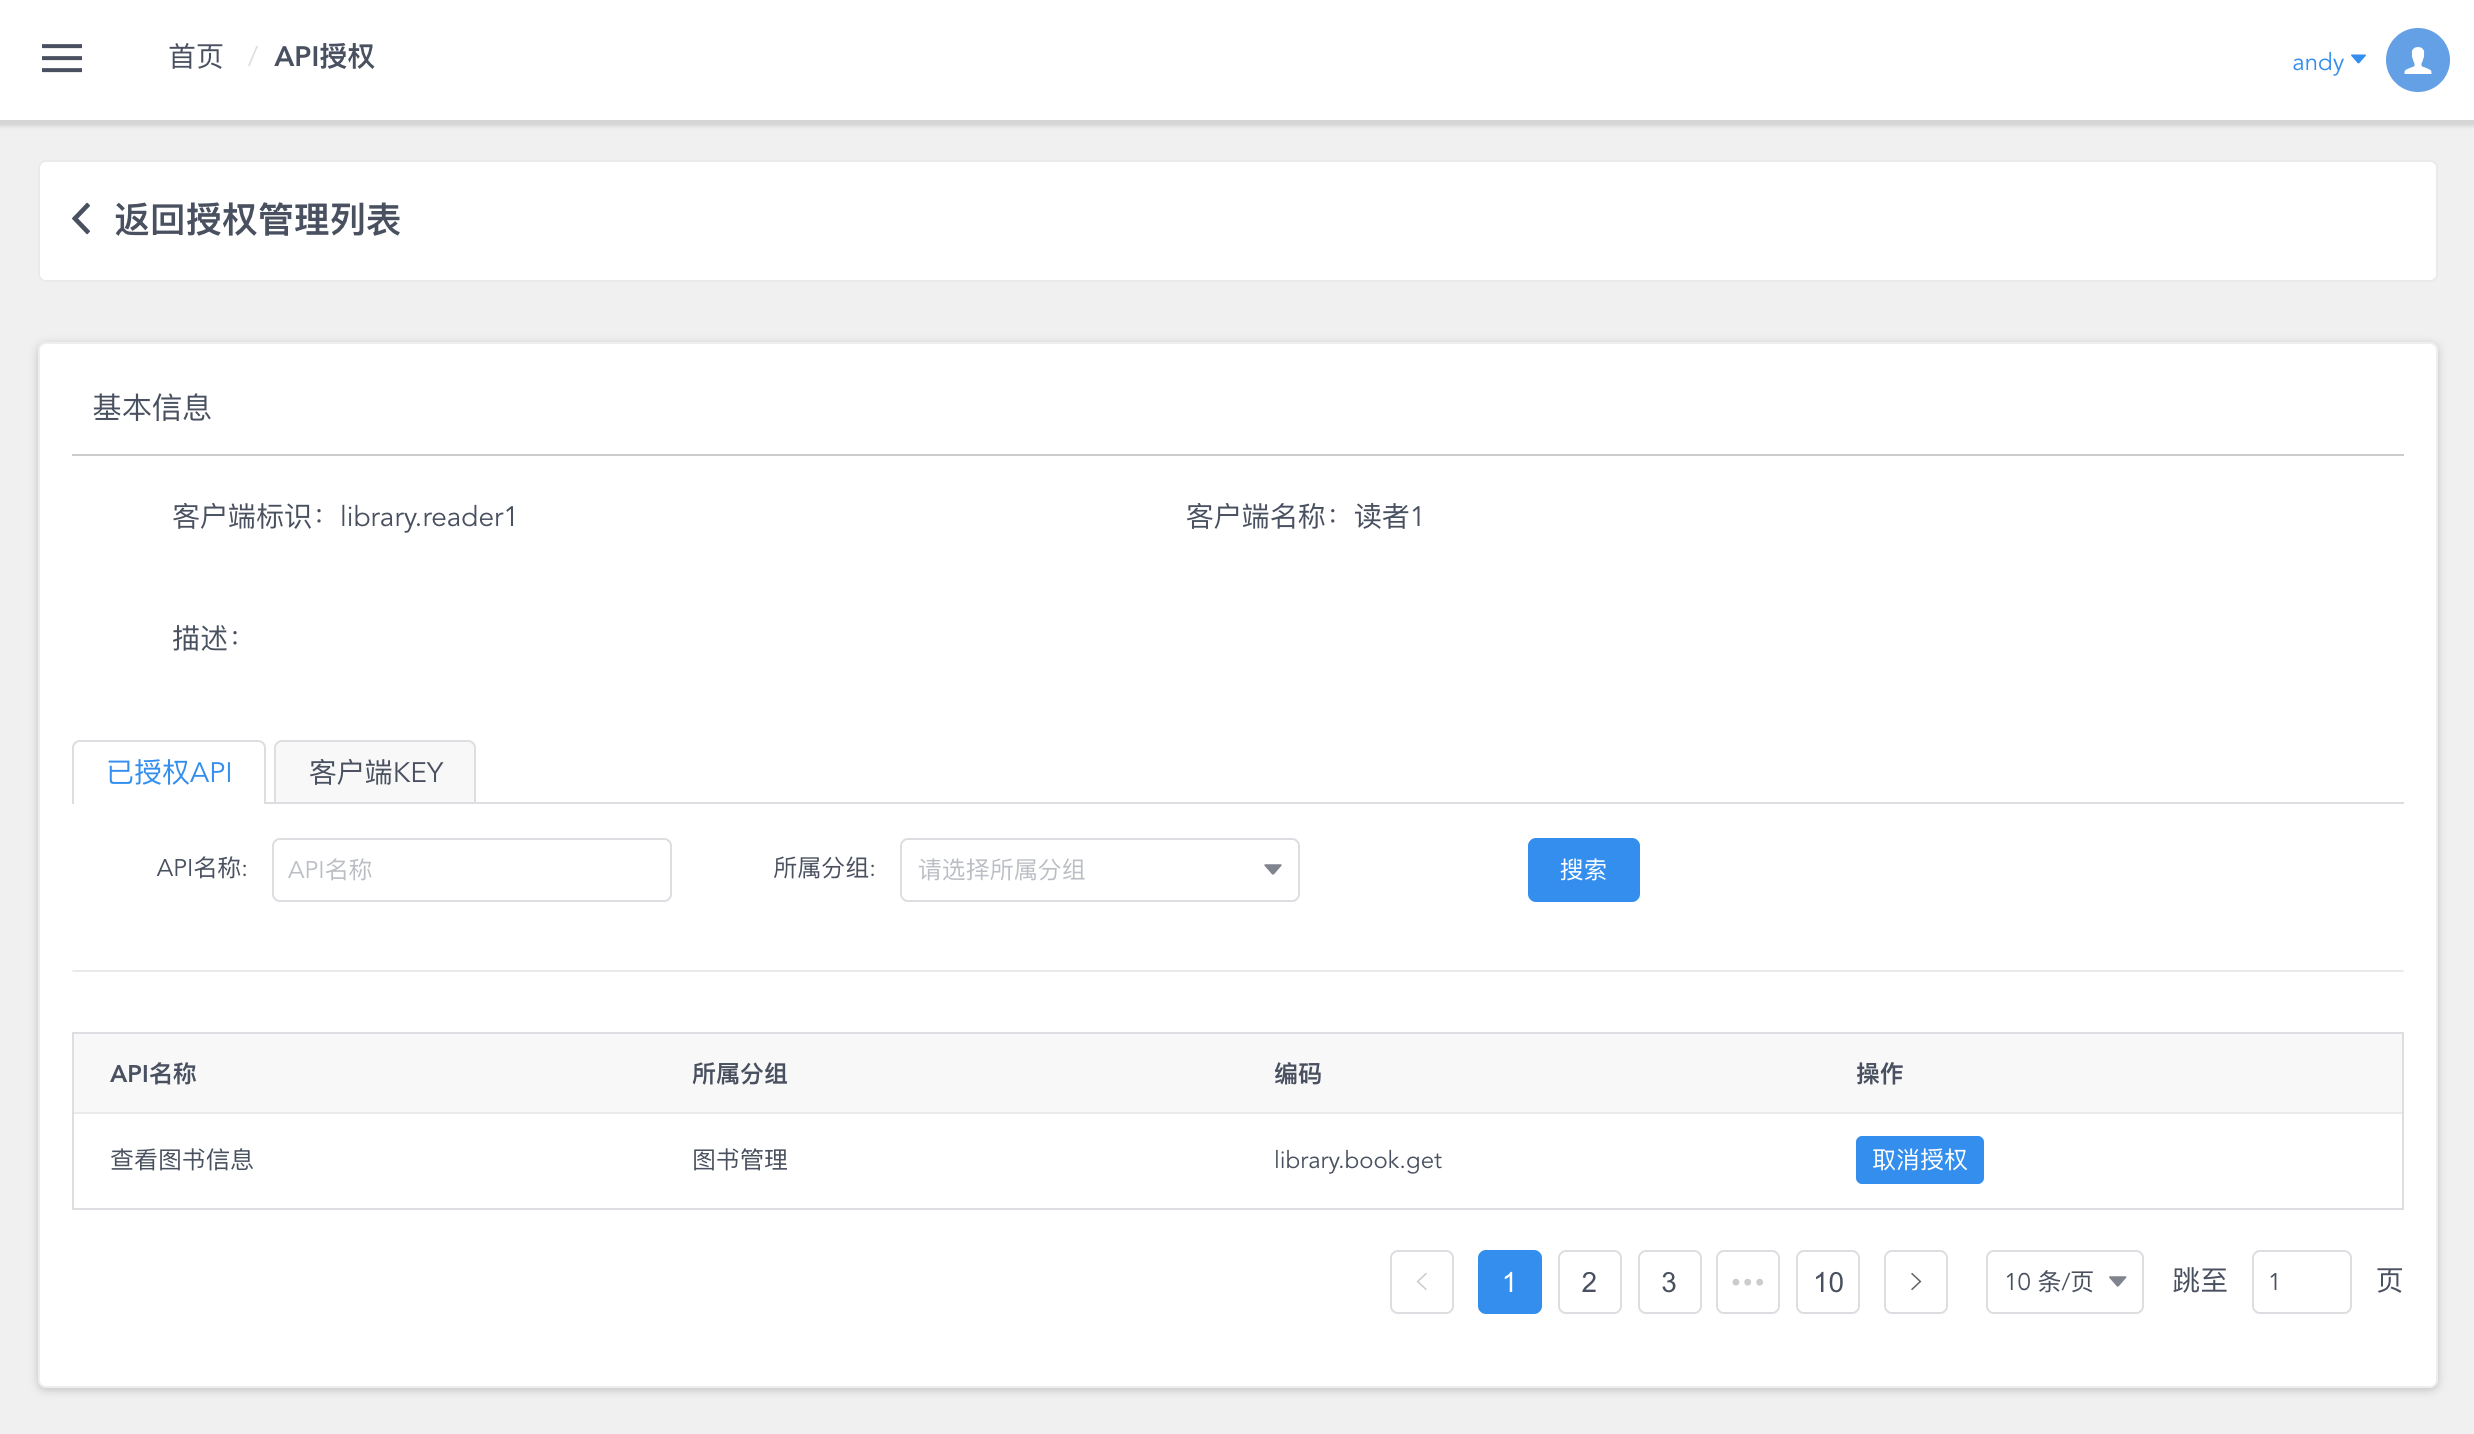 首页 / API授权
andy
返回授权管理列表
基本信息
客户端标识：library.reader1
客户端名称：读者1
描述：
已授权API 客户端KEY
API名称: API名称 所属分组: 请选择所属分组 搜索
API名称 所属分组 编码 操作
查看图书信息 图书管理 library.book.get 取消授权
1 2 3 ••• 10 10 条/页 跳至 1 页